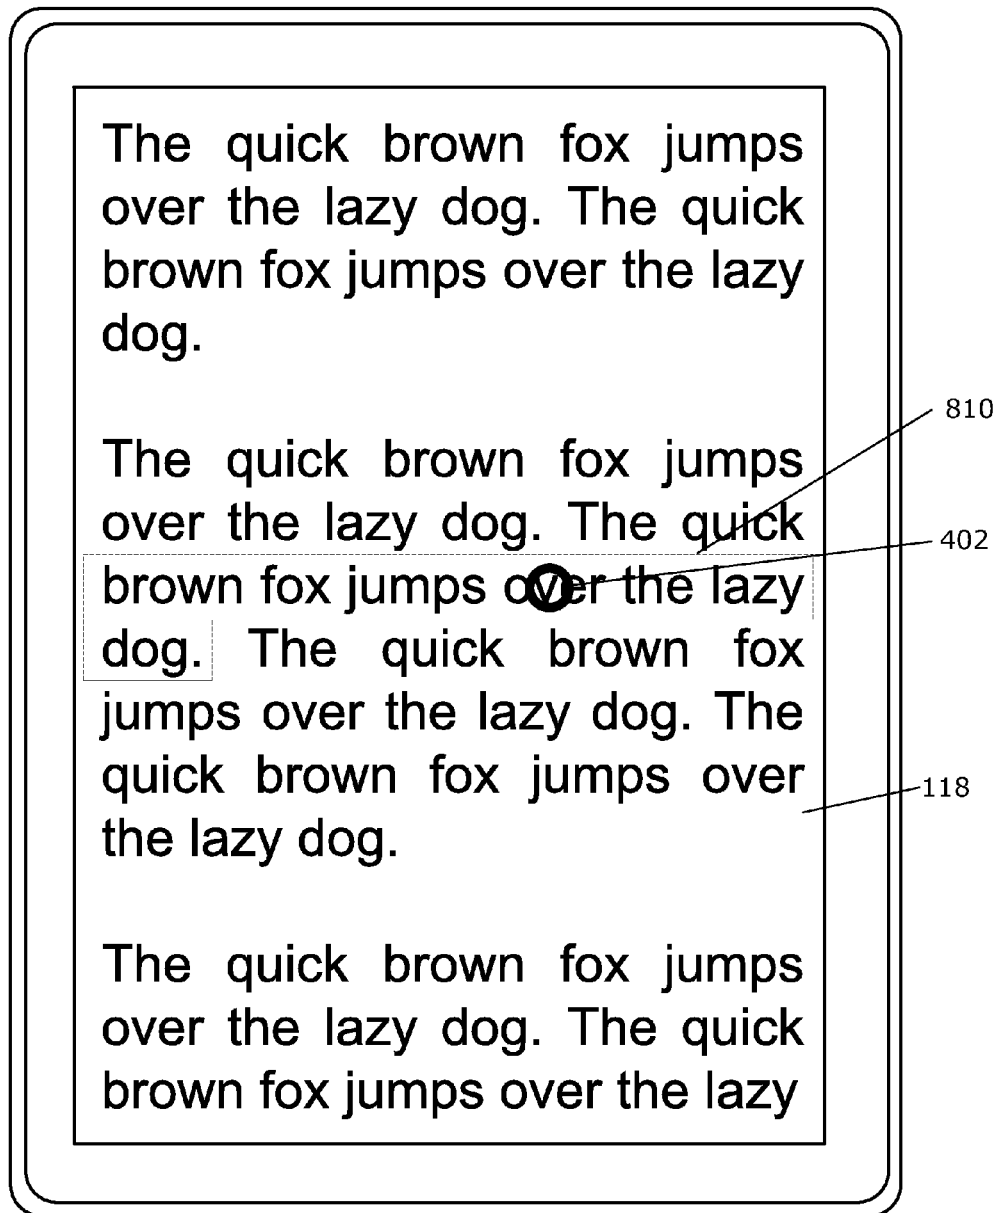 The quick brown fox jumps
over the lazy dog. The quick
brown fox jumps over the lazy
dog.
The quick brown fox jumps
over the lazy dog. The quick
brown fox jumps over the lazy
dog. The quick brown fox
jumps over the lazy dog. The
quick brown fox jumps over
the lazy dog.
The quick brown fox jumps
over the lazy dog. The quick
brown fox jumps over the lazy
810
402
118